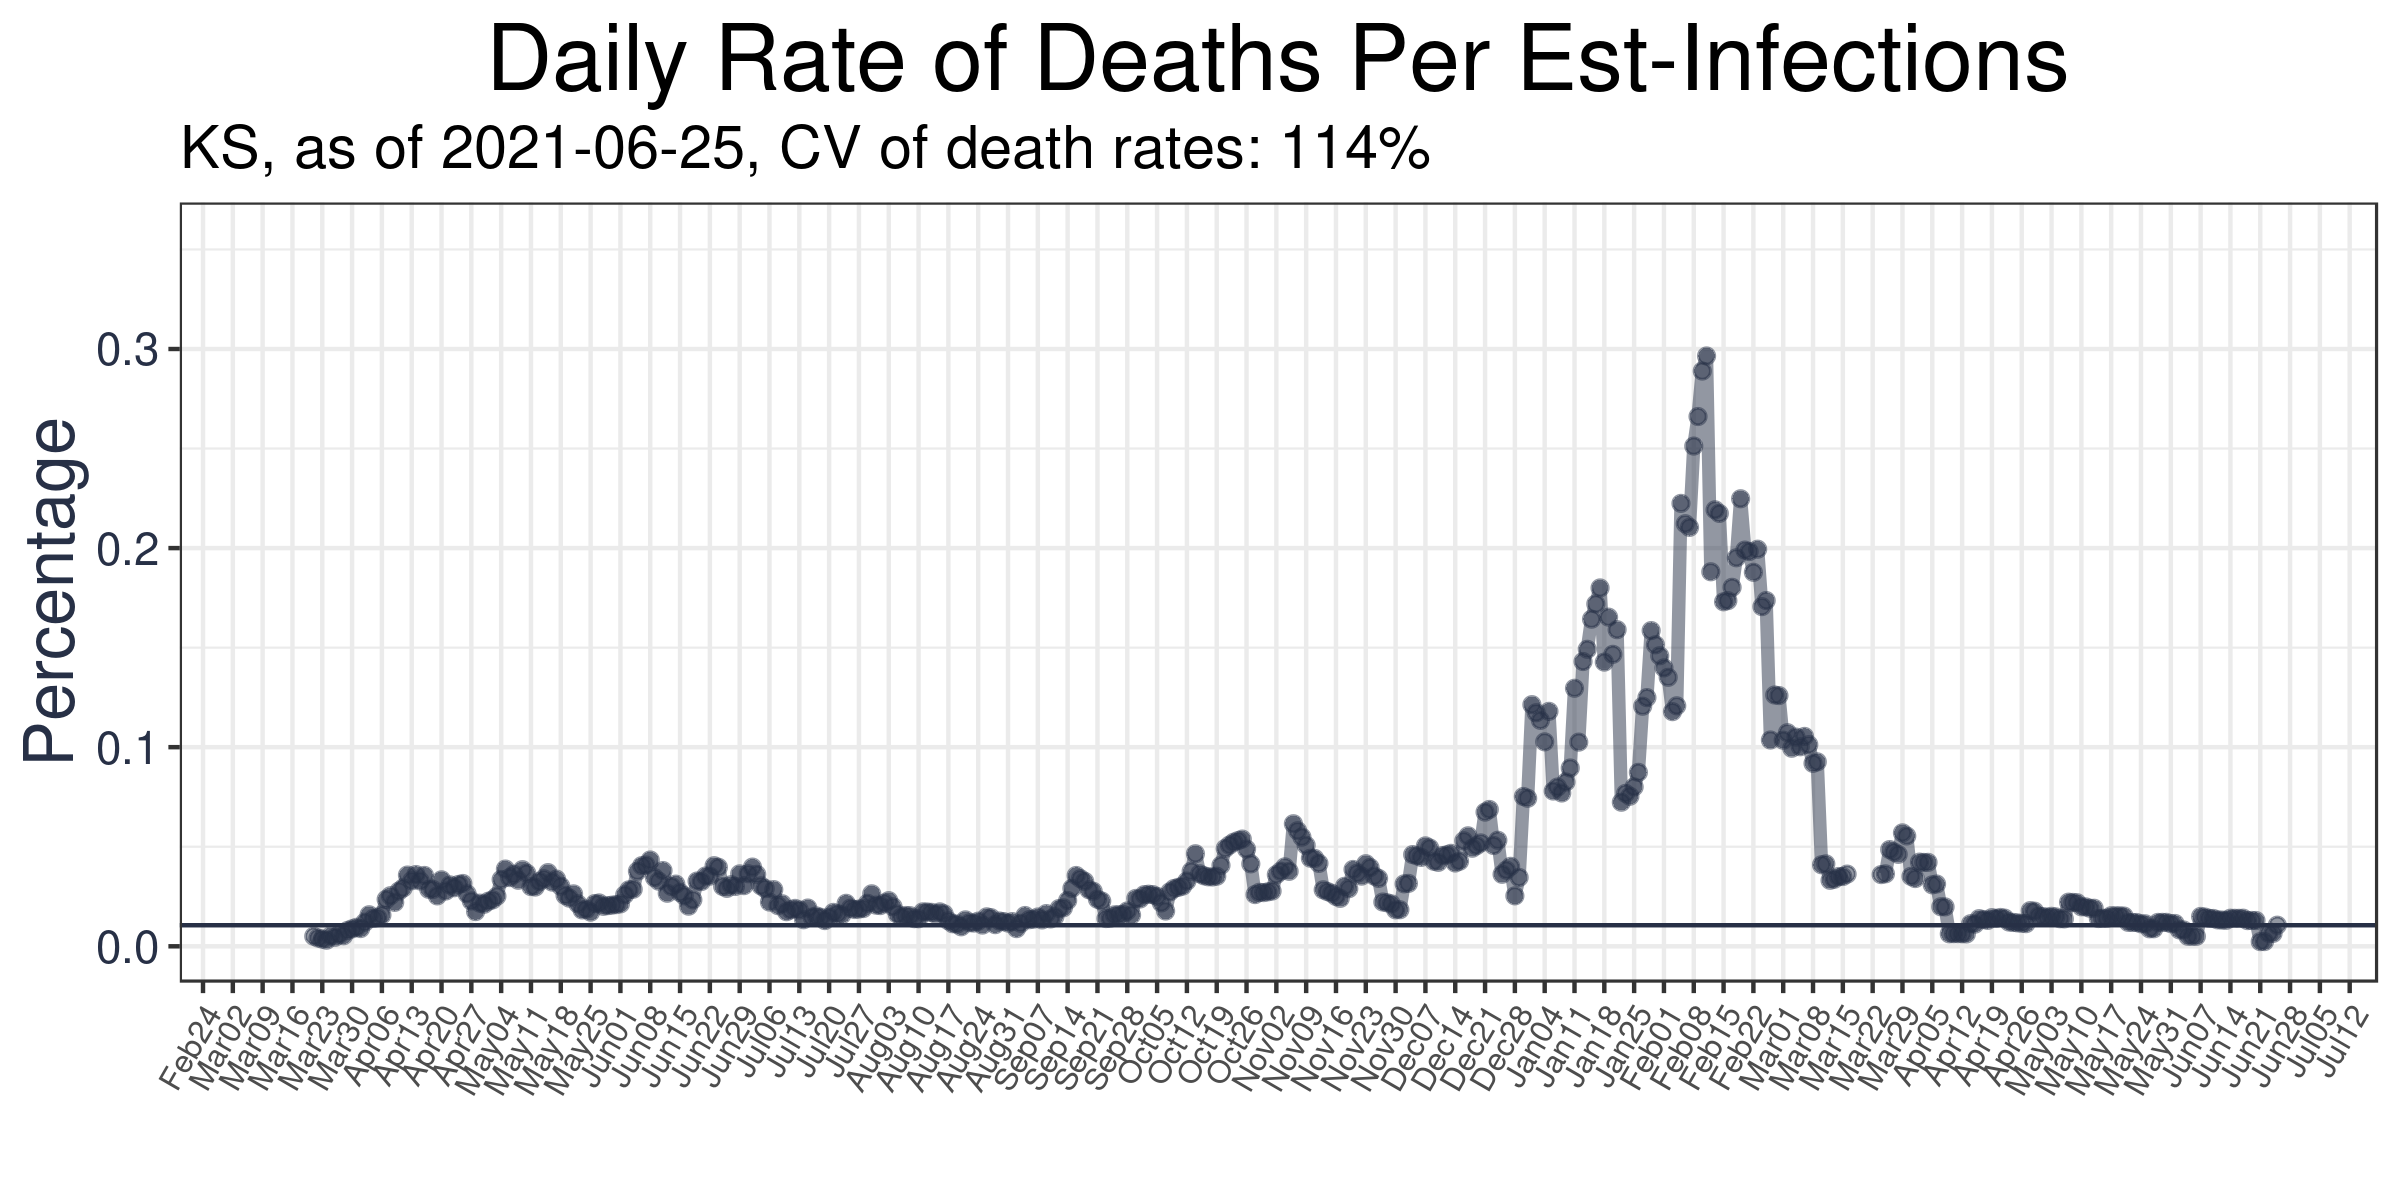 Daily Rate of Deaths Per Est-Infections
KS, as of 2021-06-25, CV of death rates: 114%
Percentage
0.3
0.2
0.1
0.0
Feb24
Mar02
Mar09
Mar16
Mar23
Mar30
Apr06
Apr13
Apr20
Apr27
May04
May11
May18
May25
Jun01
Jun08
Jun15
Jun22
Jun29
Jul06
Jul13
Jul20
Jul27
Aug03
Aug10
Aug17
Aug24
Aug31
Sep07
Sep14
Sep21
Sep28
Oct05
Oct12
Oct19
Oct26
Nov02
Nov09
Nov16
Nov23
Nov30
Dec07
Dec14
Dec21
Dec28
Jan04
Jan11
Jan18
Jan25
Feb01
Feb08
Feb15
Feb22
Mar01
Mar08
Mar15
Mar22
Mar29
Apr05
Apr12
Apr19
Apr26
May03
May10
May17
May24
May31
Jun07
Jun14
Jun21
Jun28
Jul05
Jul12